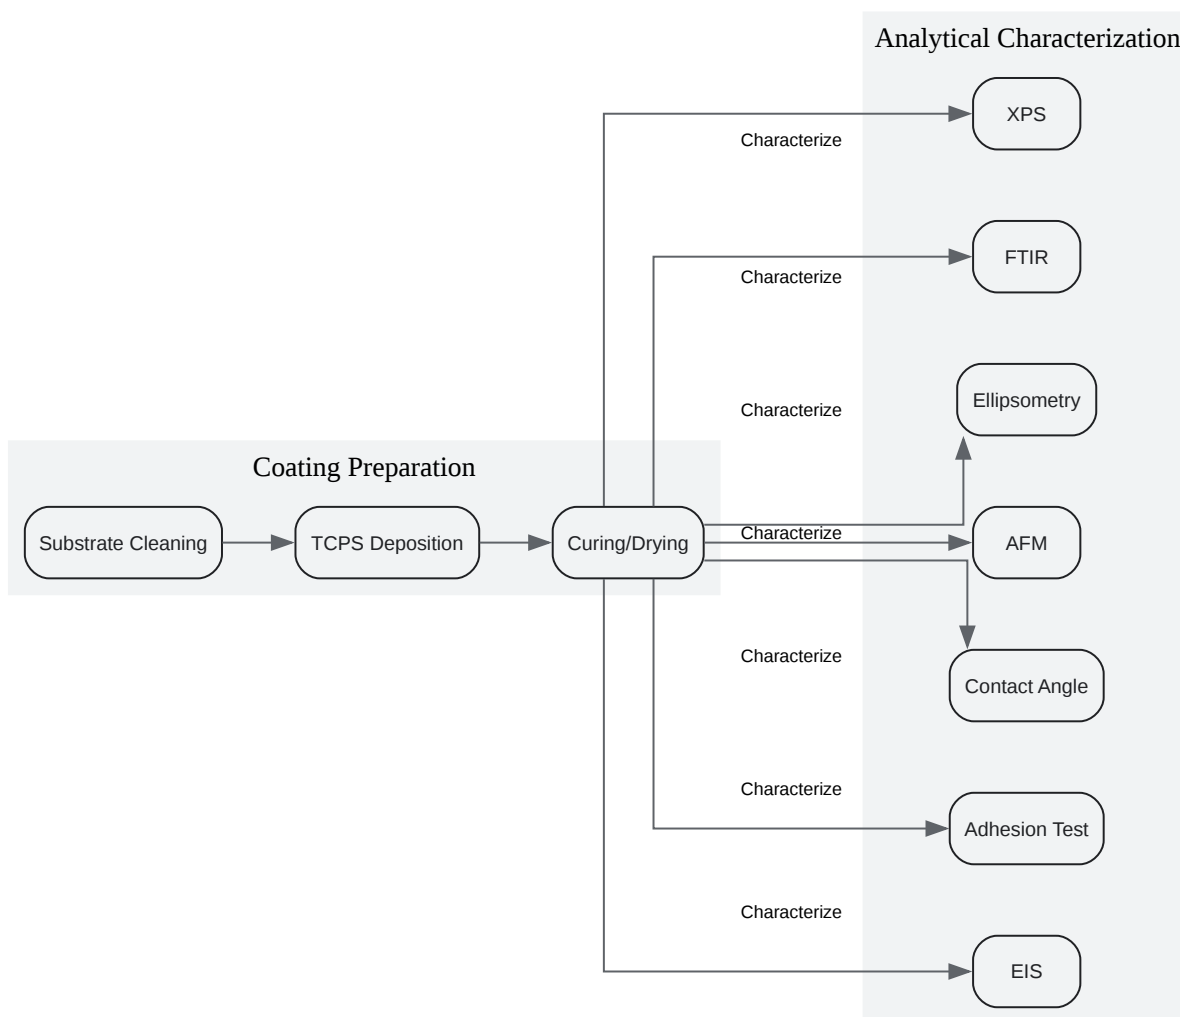 Analytical Characterization
XPS
Characterize
FTIR
Characterize
Ellipsometry
Characterize
Coating Preparation
Substrate Cleaning
TCPS Deposition
Curing/Drying
Characterize
AFM
Characterize
Contact Angle
Characterize
Adhesion Test
Characterize
EIS